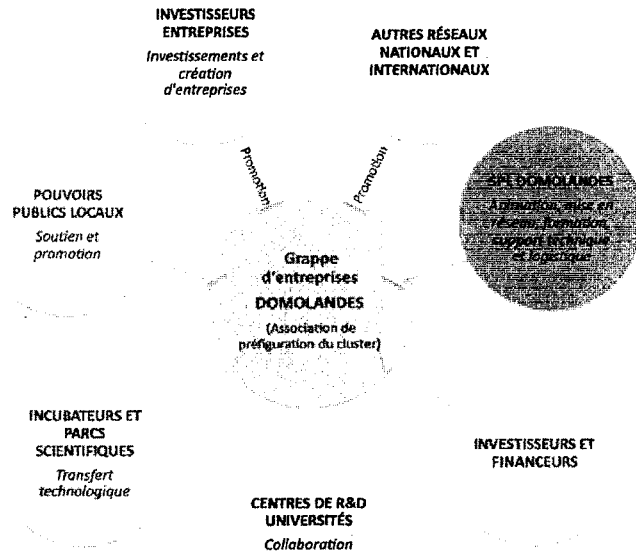 INVESTISSEURS
ENTREPRISES
Investissements et
création
d'entreprises
AUTRES RÉSEAUX
NATIONAUX ET
INTERNATIONAUX
Promotion
Promotion
POUVOIRS
PUBLICS LOCAUX
Soutien et
promotion
SPL DOMOLANDES
Animation, mise en
réseau, formation,
support technique
et logistique
Grappe
d'entreprises
DOMOLANDES
(Association de
préfiguration du cluster)
INCUBATEURS ET
PARCS
SCIENTIFIQUES
Transfert
technologique
INVESTISSEURS ET
FINANCEURS
CENTRES DE R&D
UNIVERSITÉS
Collaboration